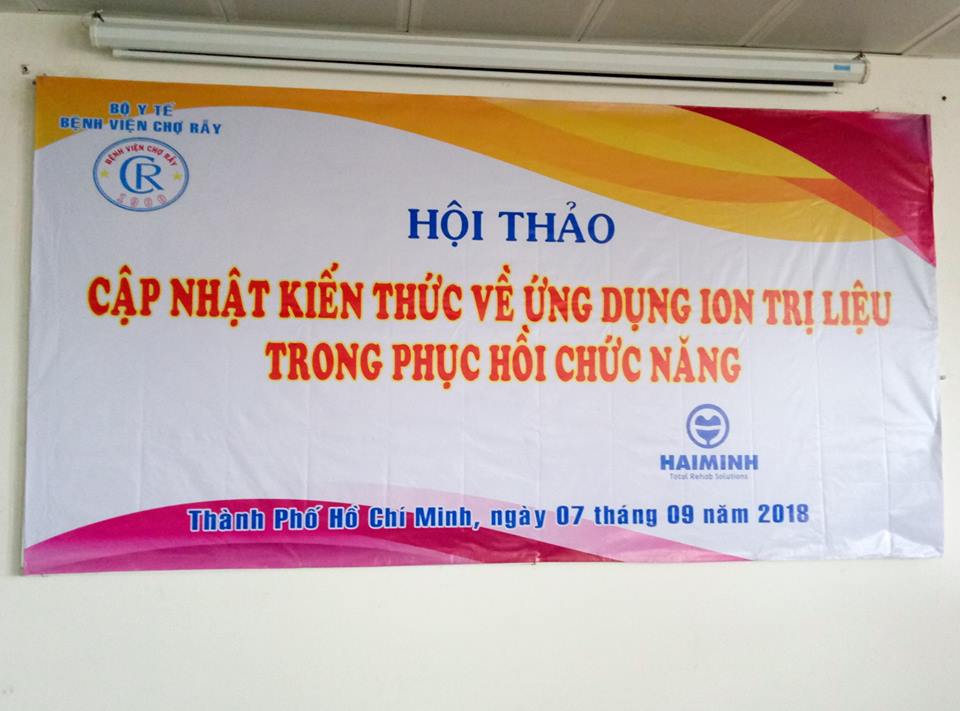 BỘ Y TẾ
BỆNH VIỆN CHỢ RẪY
BỆNH VIỆN CHỢ RẪY
CR
1900
HỘI THẢO
CẬP NHẬT KIẾN THỨC VỀ ỨNG DỤNG ION TRỊ LIỆU
TRONG PHỤC HỒI CHỨC NĂNG
HAIMINH
Total Rehab Solutions
Thành Phố Hồ Chí Minh, ngày 07 tháng 09 năm 2018